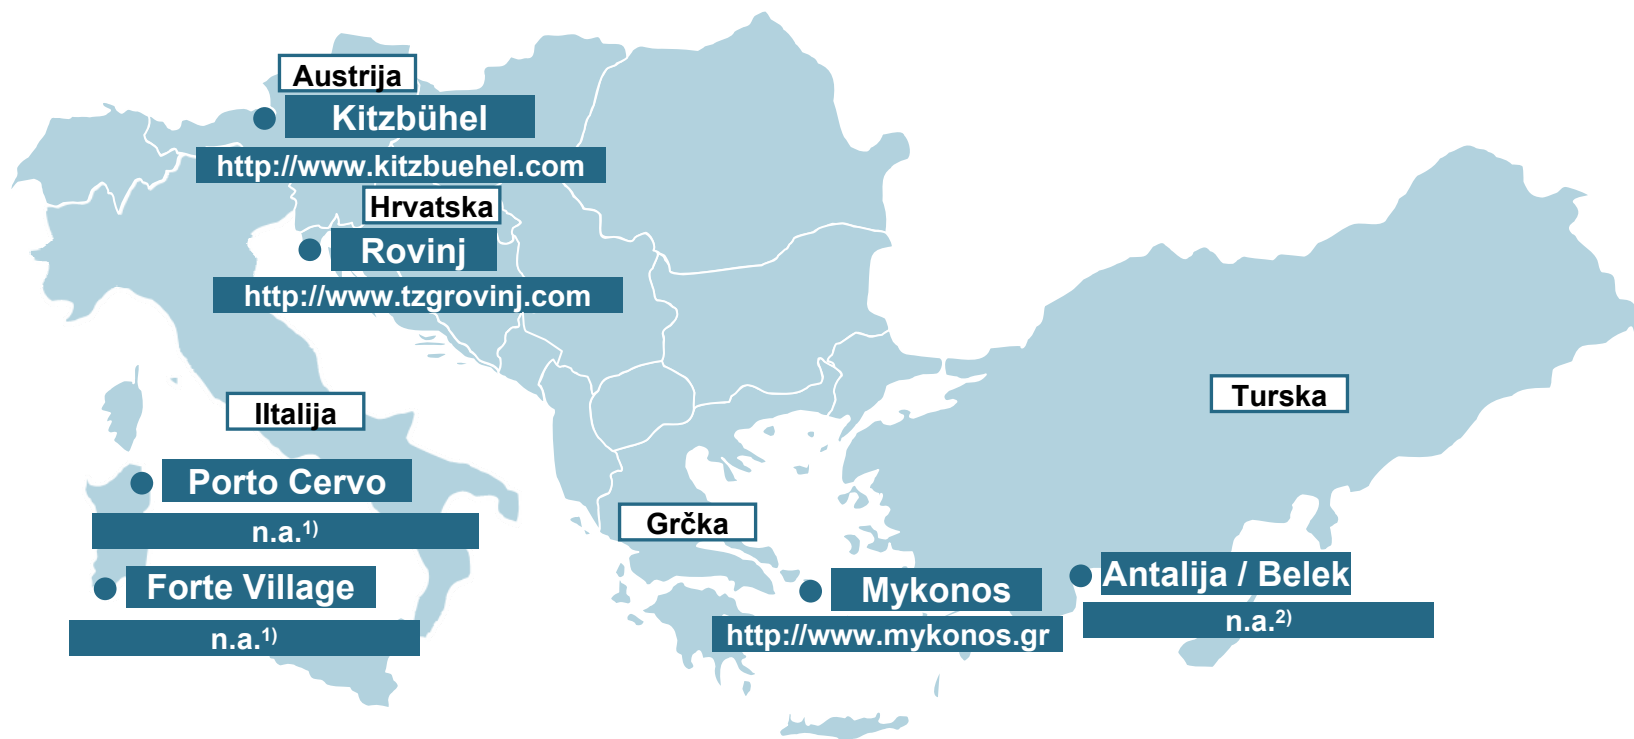 Austrija
Kitzbühel
http://www.kitzbuehel.com
Hrvatska
Rovinj
http://www.tzgrovinj.com
IItalija
Porto Cervo
n.a.1)
Forte Village
n.a.1)
Grčka
Mykonos
http://www.mykonos.gr
Turska
Antalija / Belek
n.a.2)